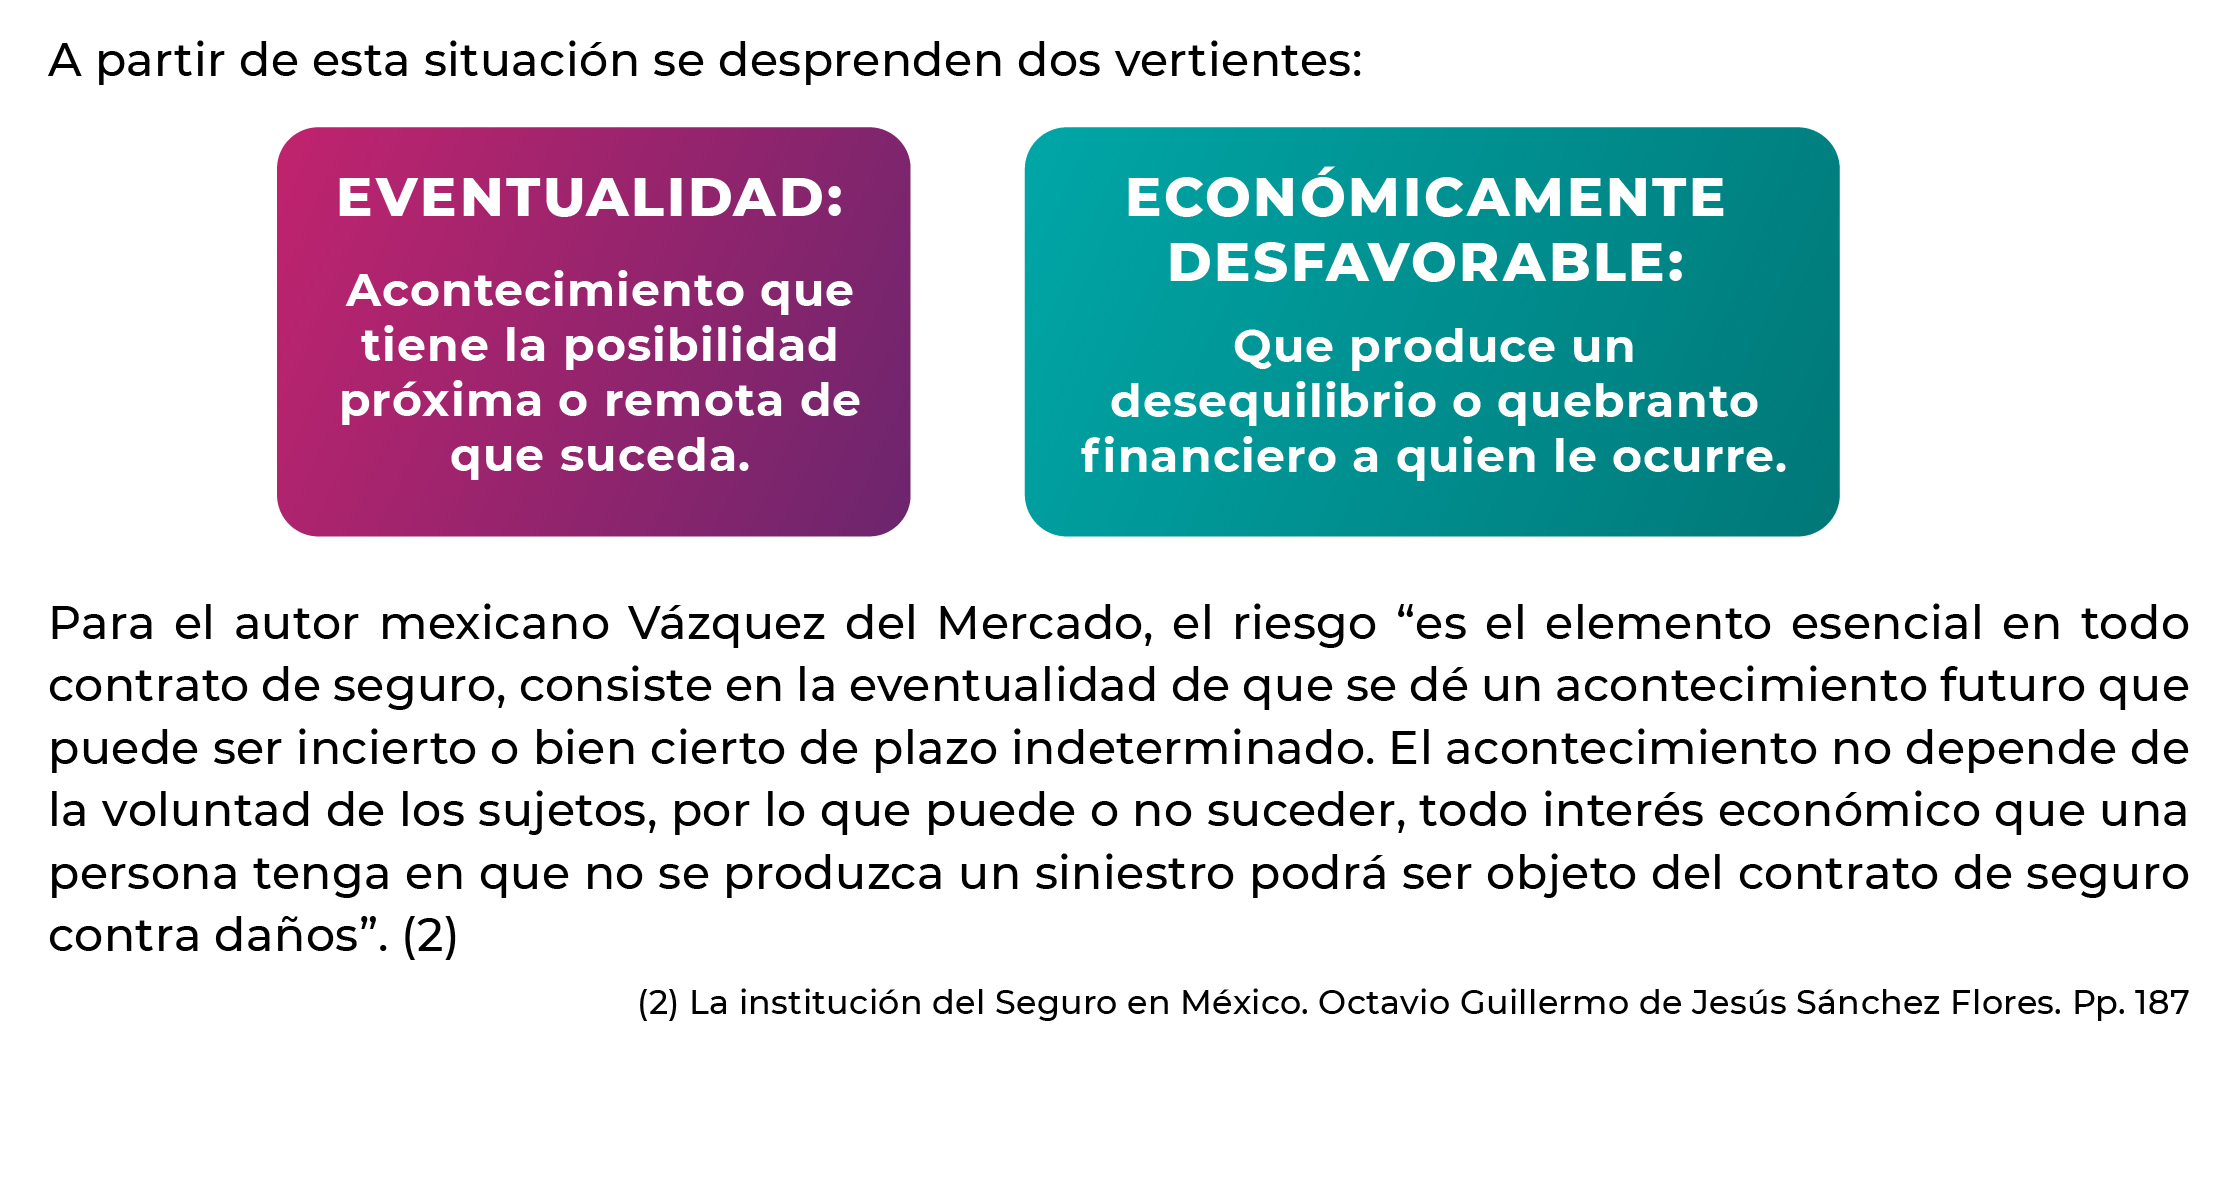 A partir de esta situación se desprenden dos vertientes:
EVENTUALIDAD:
Acontecimiento que
tiene la posibilidad
próxima o remota de
que suceda.
ECONÓMICAMENTE
DESFAVORABLE:
Que produce un
desequilibrio o quebranto
financiero a quien le ocurre.
Para el autor mexicano Vázquez del Mercado, el riesgo “es el elemento esencial en todo
contrato de seguro, consiste en la eventualidad de que se dé un acontecimiento futuro que
puede ser incierto o bien cierto de plazo indeterminado. El acontecimiento no depende de
la voluntad de los sujetos, por lo que puede o no suceder, todo interés económico que una
persona tenga en que no se produzca un siniestro podrá ser objeto del contrato de seguro
contra daños”. (2)
(2) La institución del Seguro en México. Octavio Guillermo de Jesús Sánchez Flores. Pp. 187